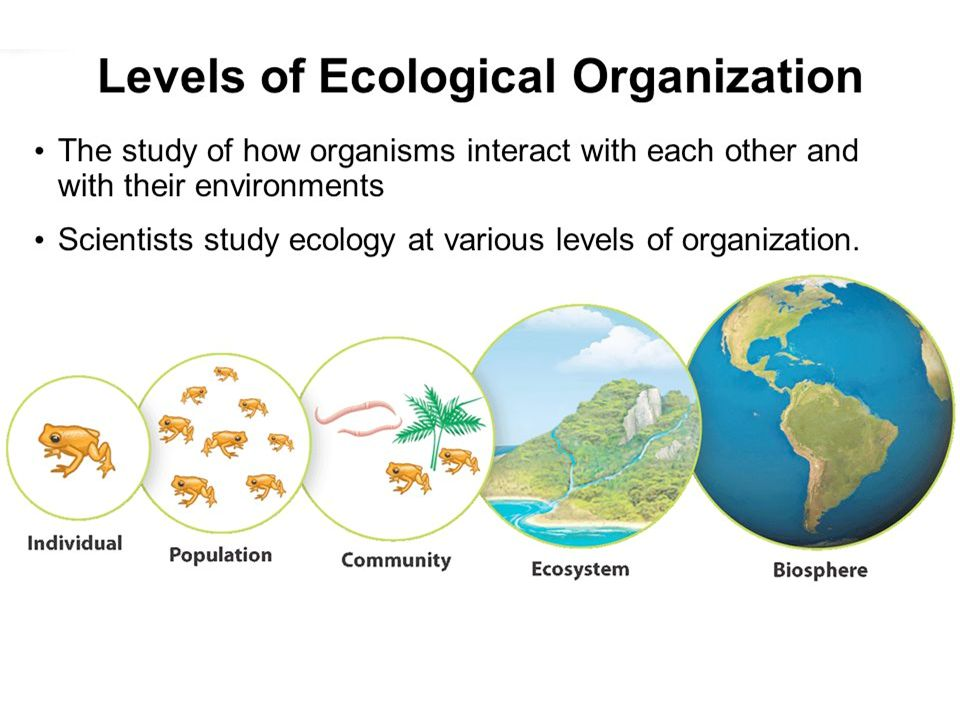 Levels of Ecological Organization
• The study of how organisms interact with each other and
with their environments
• Scientists study ecology at various levels of organization.
Individual
Population
Community
Ecosystem
Biosphere